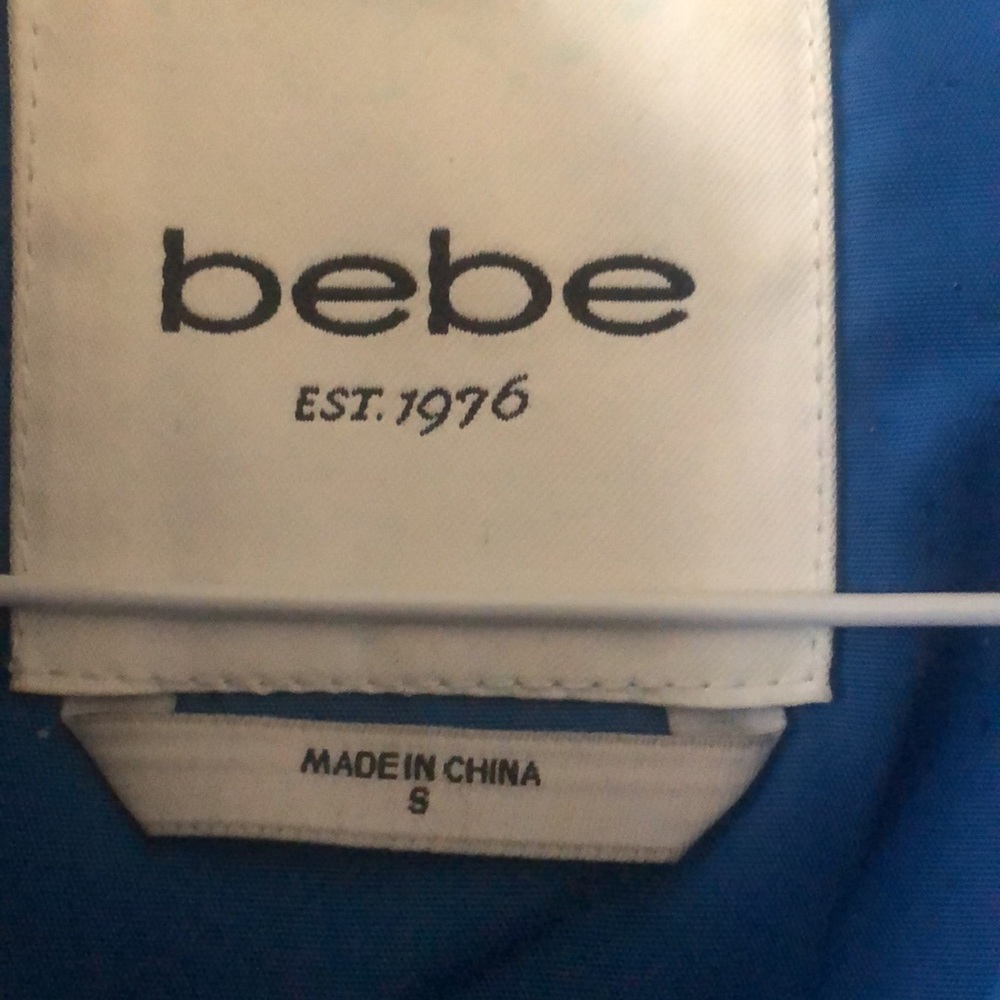 bebe
EST. 1976
MADE IN CHINA
S